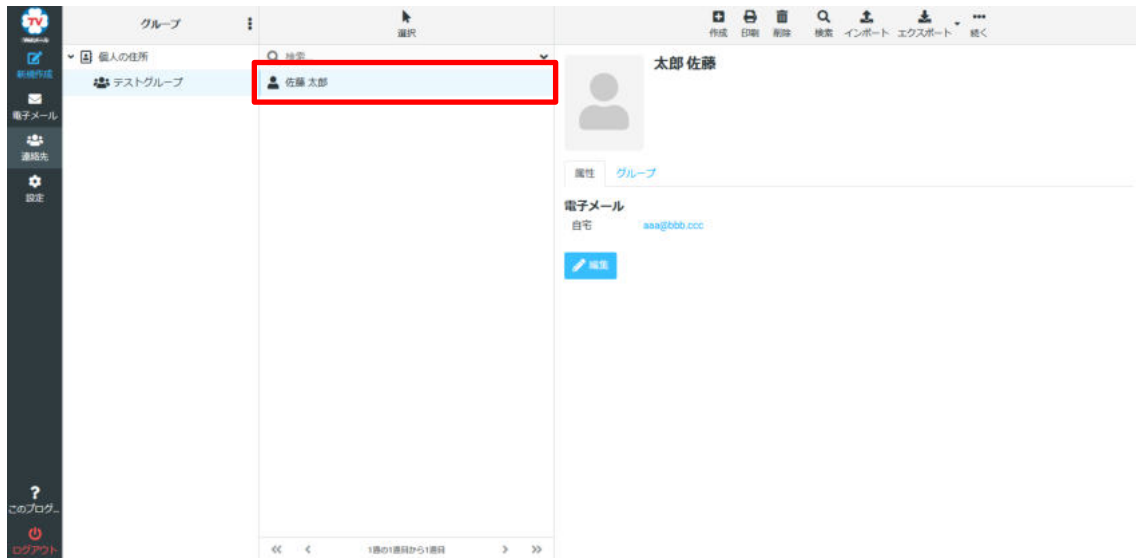 TV
新規作成
電子メール
連絡先
設定
?
このプログ...
ログアウト
グループ
個人の住所
テストグループ
選択
検索...
佐藤 太郎
1週の1週目から1週目
作成 印刷 削除 検索 インポート エクスポート 続く
太郎 佐藤
属性 グループ
電子メール
自宅 aaa@bbb.ccc
編集